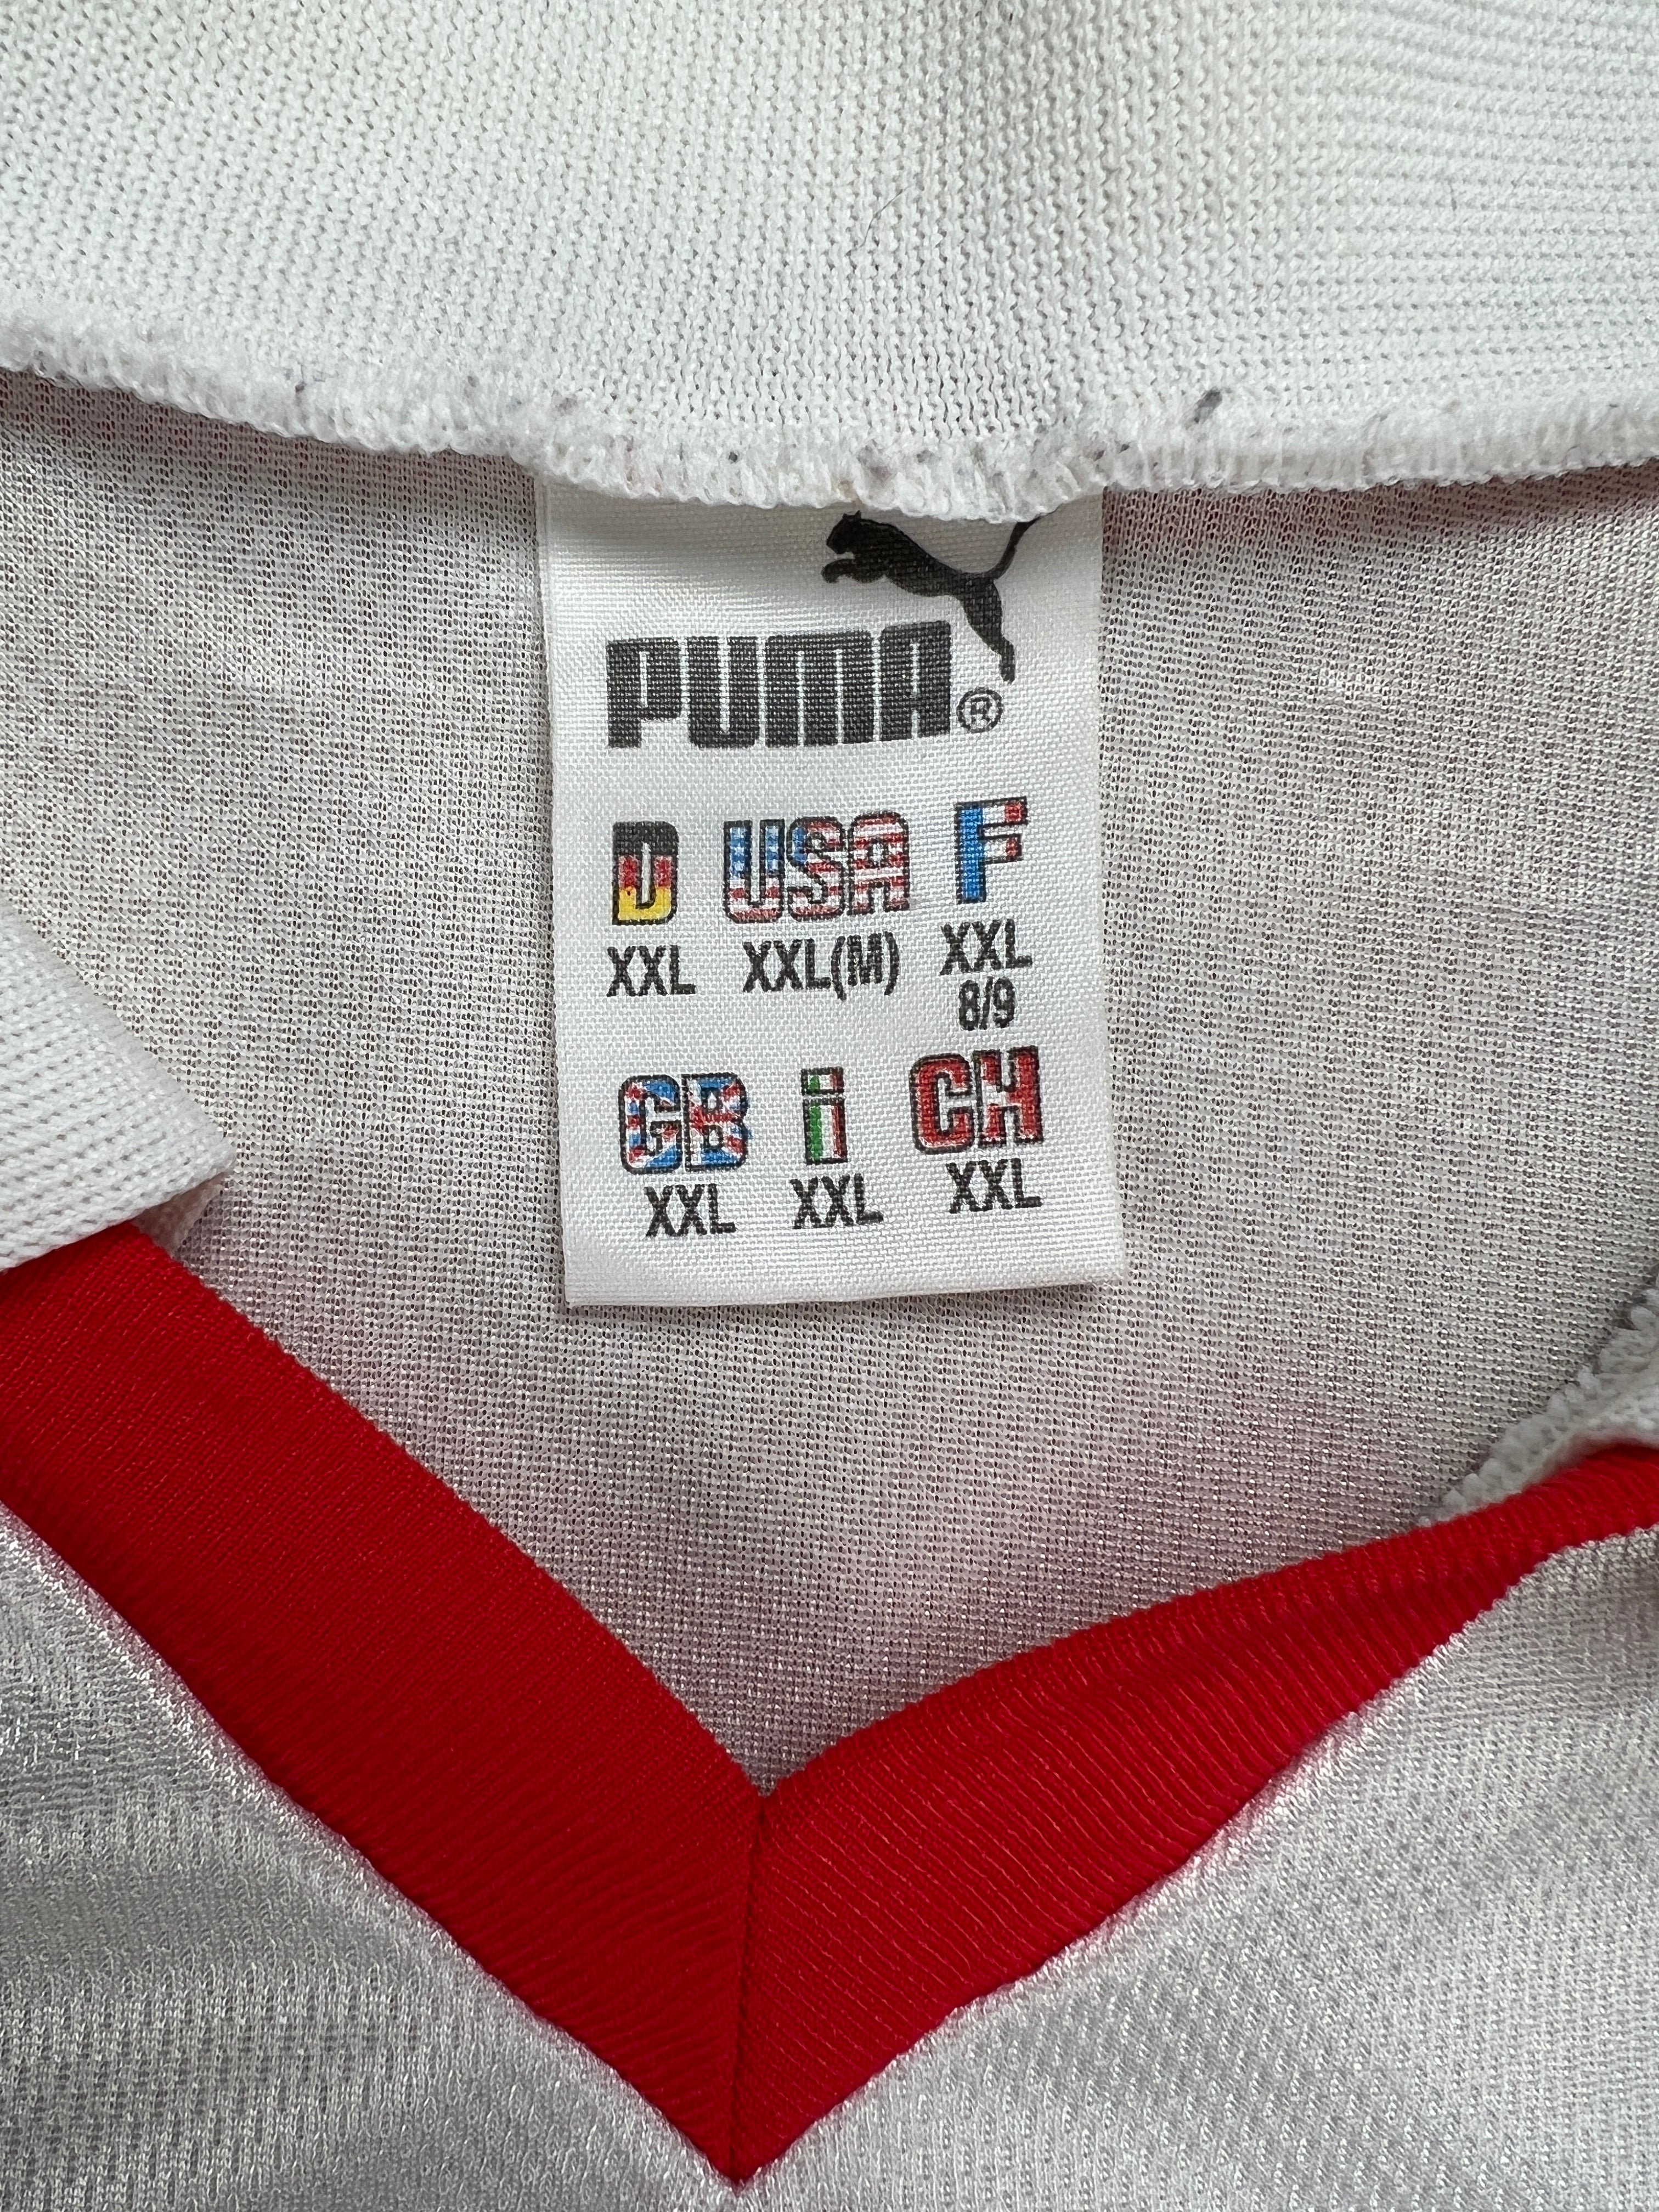 PUMA®
D USA F
XXL XXL(M) XXL
8/9
GB i CH
XXL XXL XXL